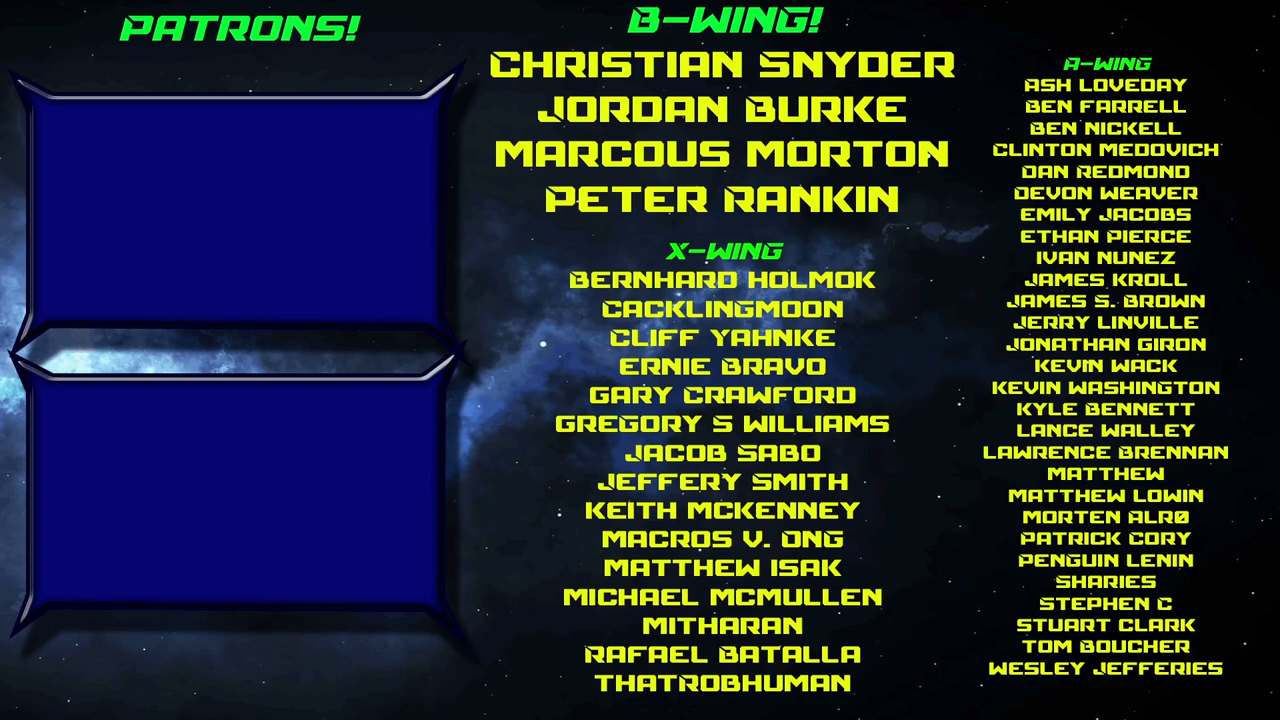 PATRONS!
B-WING!
CHRISTIAN SNYDER
JORDAN BURKE
MARCOUS MORTON
PETER RANKIN
X-WING
BERNHARD HOLMOK
CACKLINGMOON
CLIFF YAHNKE
ERNIE BRAVO
GARY CRAWFORD
GREGORY S WILLIAMS
JACOB SABO
JEFFERY SMITH
KEITH MCKENNEY
MACROS V. ONG
MATTHEW ISAK
MICHAEL MCMULLEN
MITHARAN
RAFAEL BATALLA
THATROBHUMAN
A-WING
ASH LOVEDAY
BEN FARRELL
BEN NICKELL
CLINTON MEDOVICH
DAN REDMOND
DEVON WEAVER
EMILY JACOBS
ETHAN PIERCE
IVAN NUNEZ
JAMES KROLL
JAMES S. BROWN
JERRY LINVILLE
JONATHAN GIRON
KEVIN WACK
KEVIN WASHINGTON
KYLE BENNETT
LANCE WALLEY
LAWRENCE BRENNAN
MATTHEW
MATTHEW LOWIN
MORTEN ALRØ
PATRICK CORY
PENGUIN LENIN
SHARIES
STEPHEN C
STUART CLARK
TOM BOUCHER
WESLEY JEFFERIES